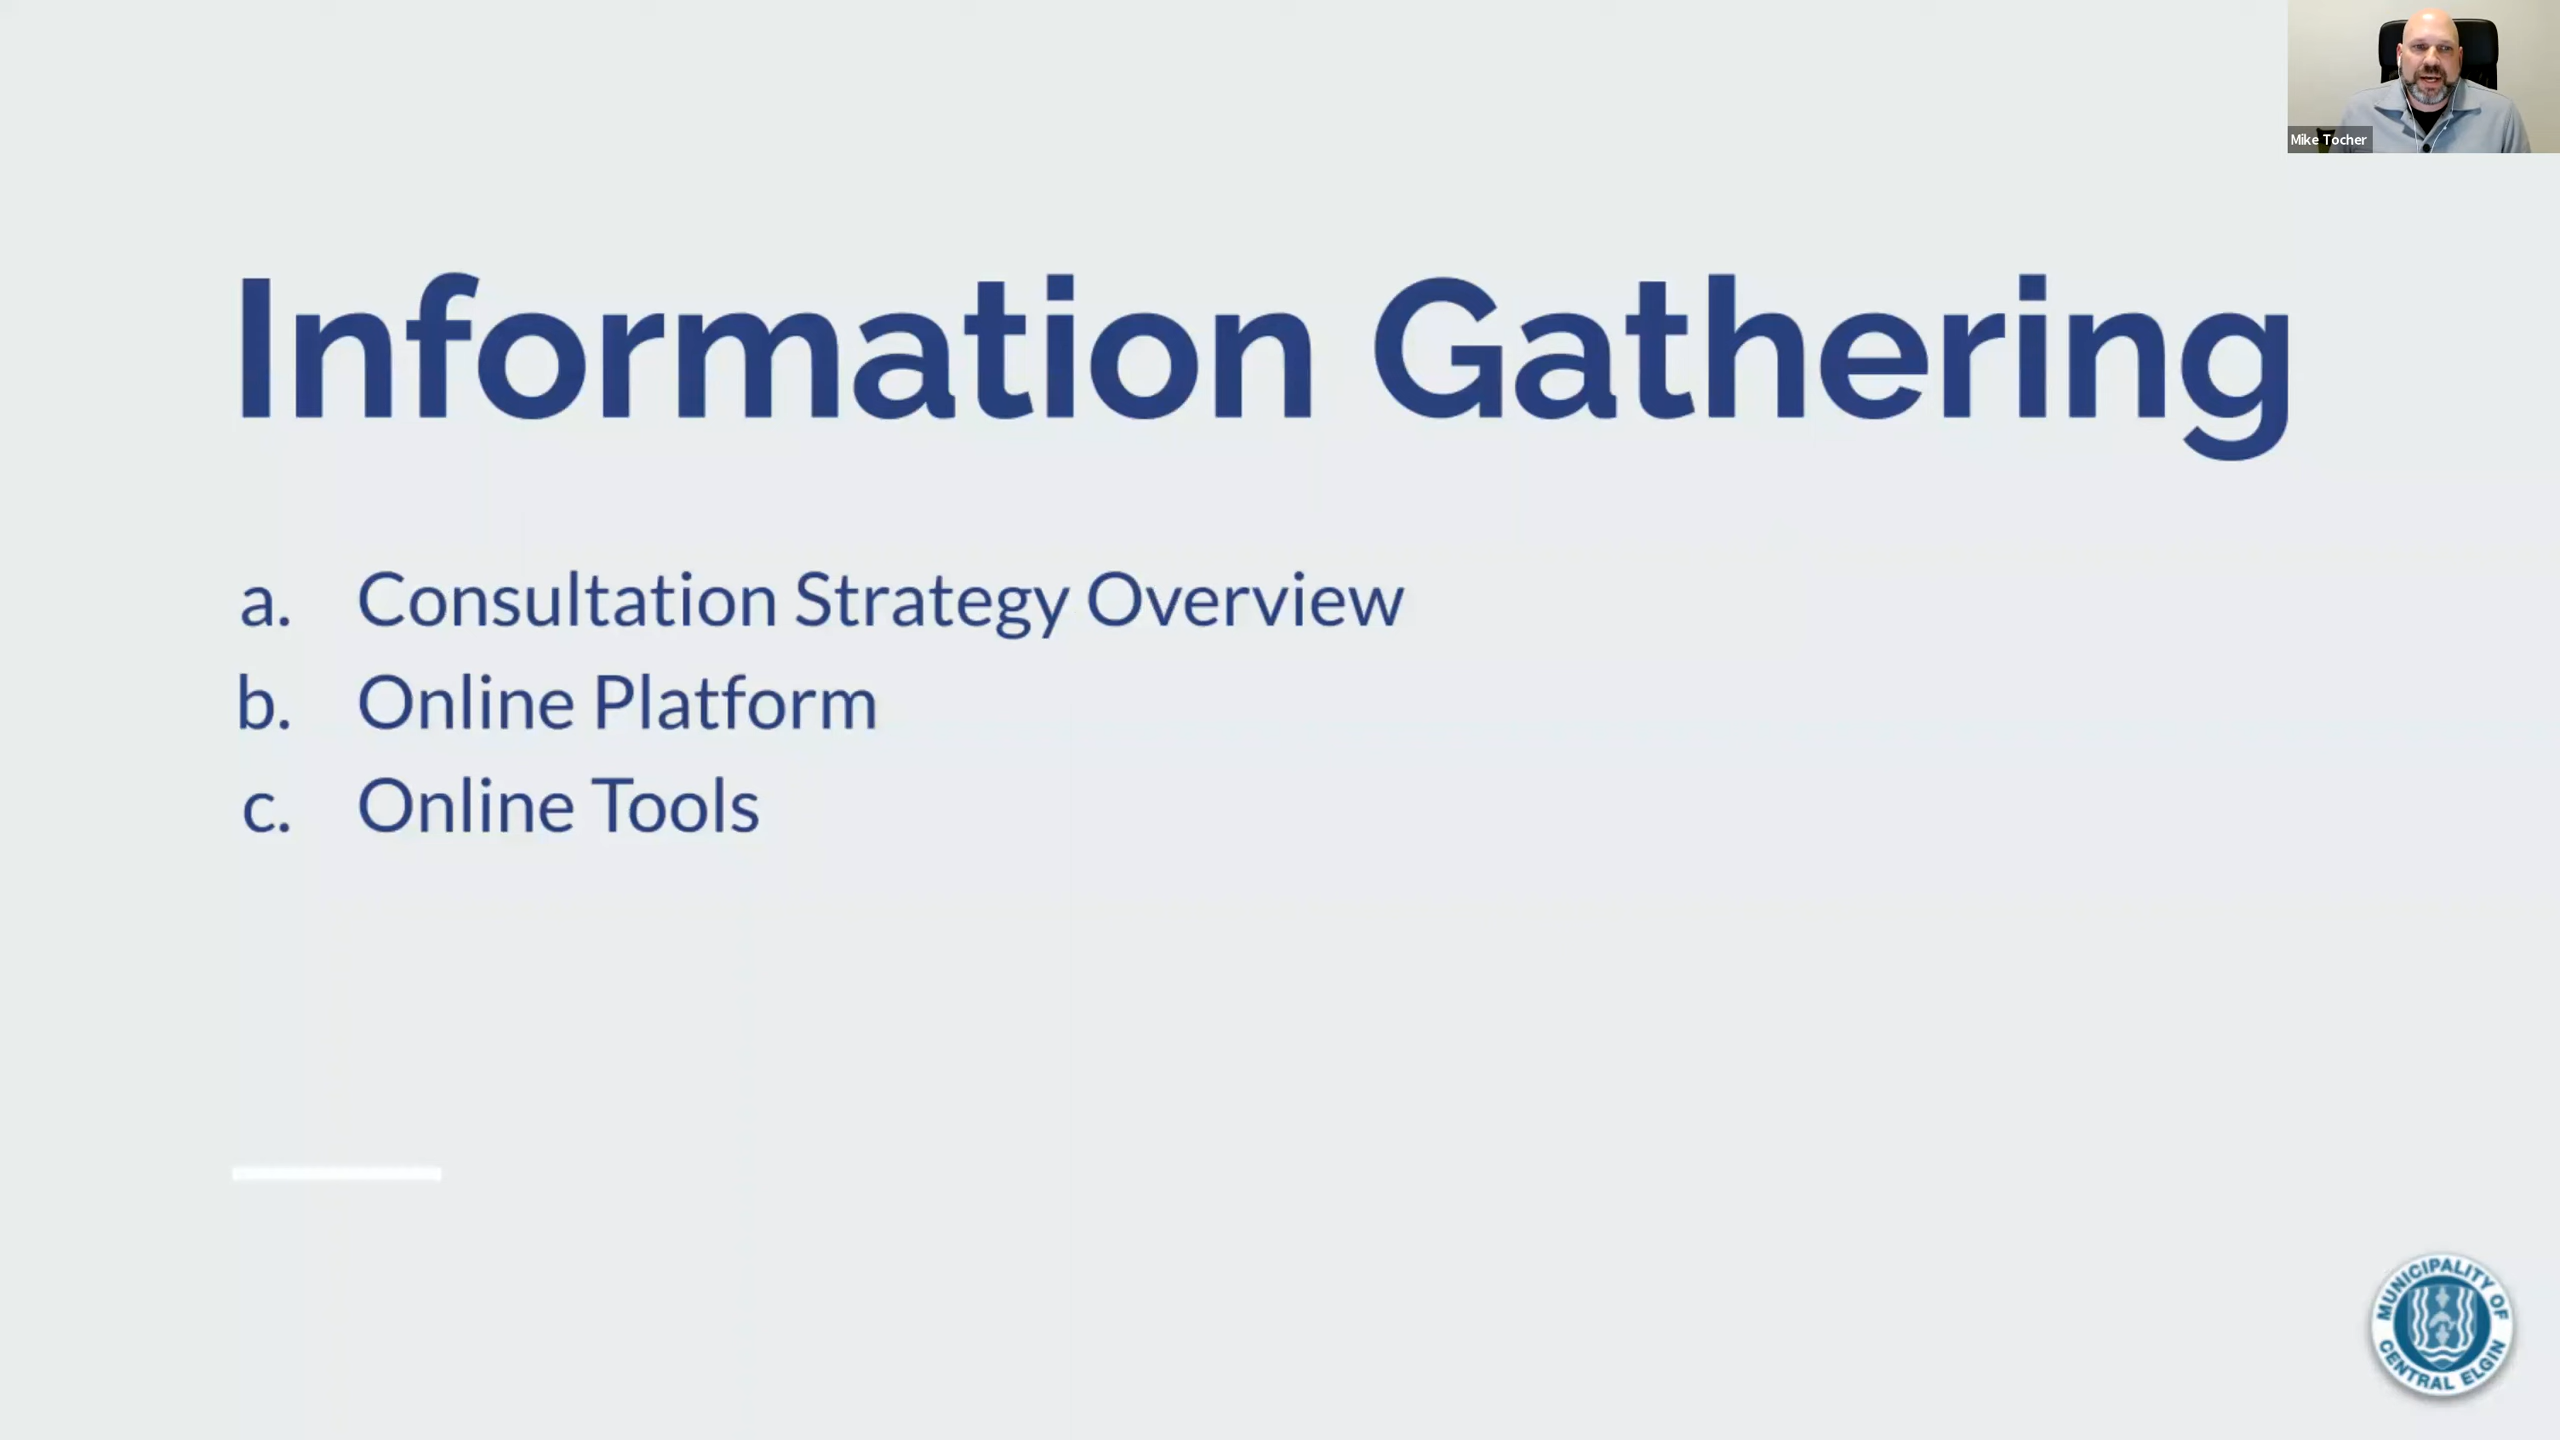 Mike Tocher
Information Gathering
a. Consultation Strategy Overview
b. Online Platform
c. Online Tools
MUNICIPALITY OF
CENTRAL ELGIN